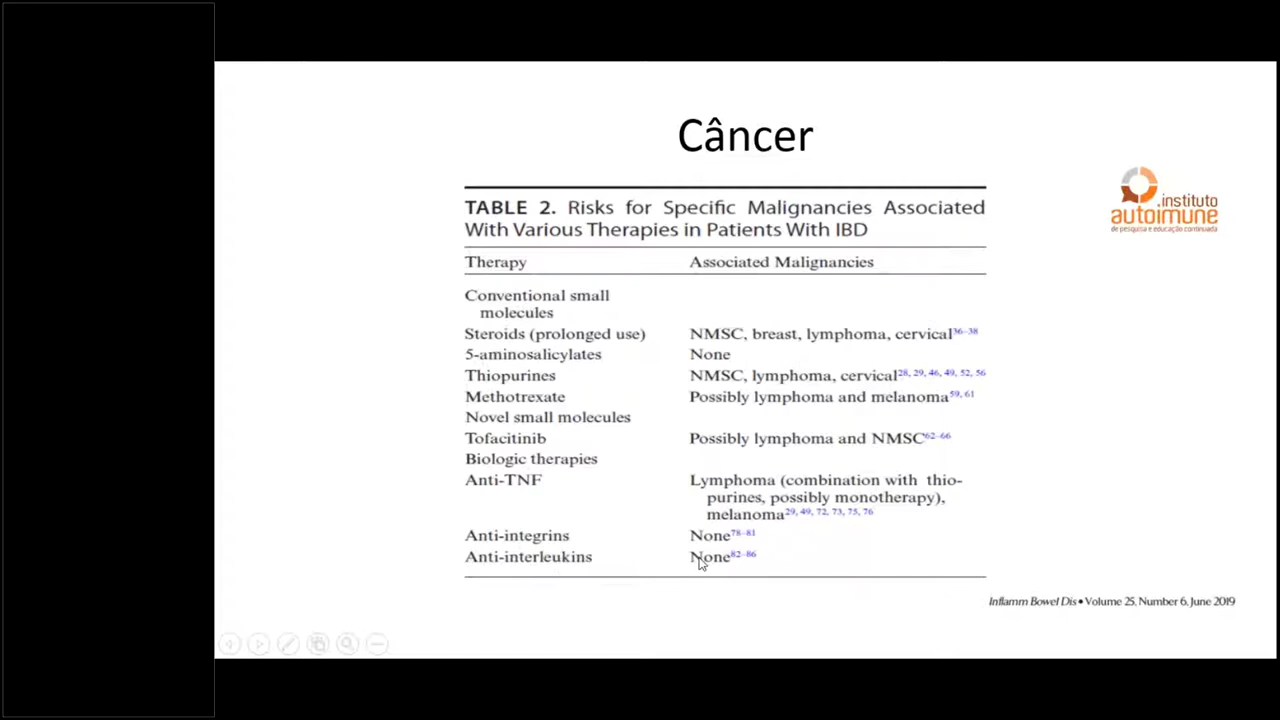 Câncer
.instituto
autoimune
de pesquisa e educação continuada
TABLE 2. Risks for Specific Malignancies Associated
With Various Therapies in Patients With IBD
Therapy Associated Malignancies
Conventional small
molecules
Steroids (prolonged use) NMSC, breast, lymphoma, cervical36–38
5-aminosalicylates None
Thiopurines NMSC, lymphoma, cervical28, 29, 46, 49, 52, 56
Methotrexate Possibly lymphoma and melanoma59, 61
Novel small molecules
Tofacitinib Possibly lymphoma and NMSC62–66
Biologic therapies
Anti-TNF Lymphoma (combination with thio-
purines, possibly monotherapy),
melanoma29, 49, 72, 73, 75, 76
Anti-integrins None78–81
Anti-interleukins None82–86
Inflamm Bowel Dis • Volume 25, Number 6, June 2019